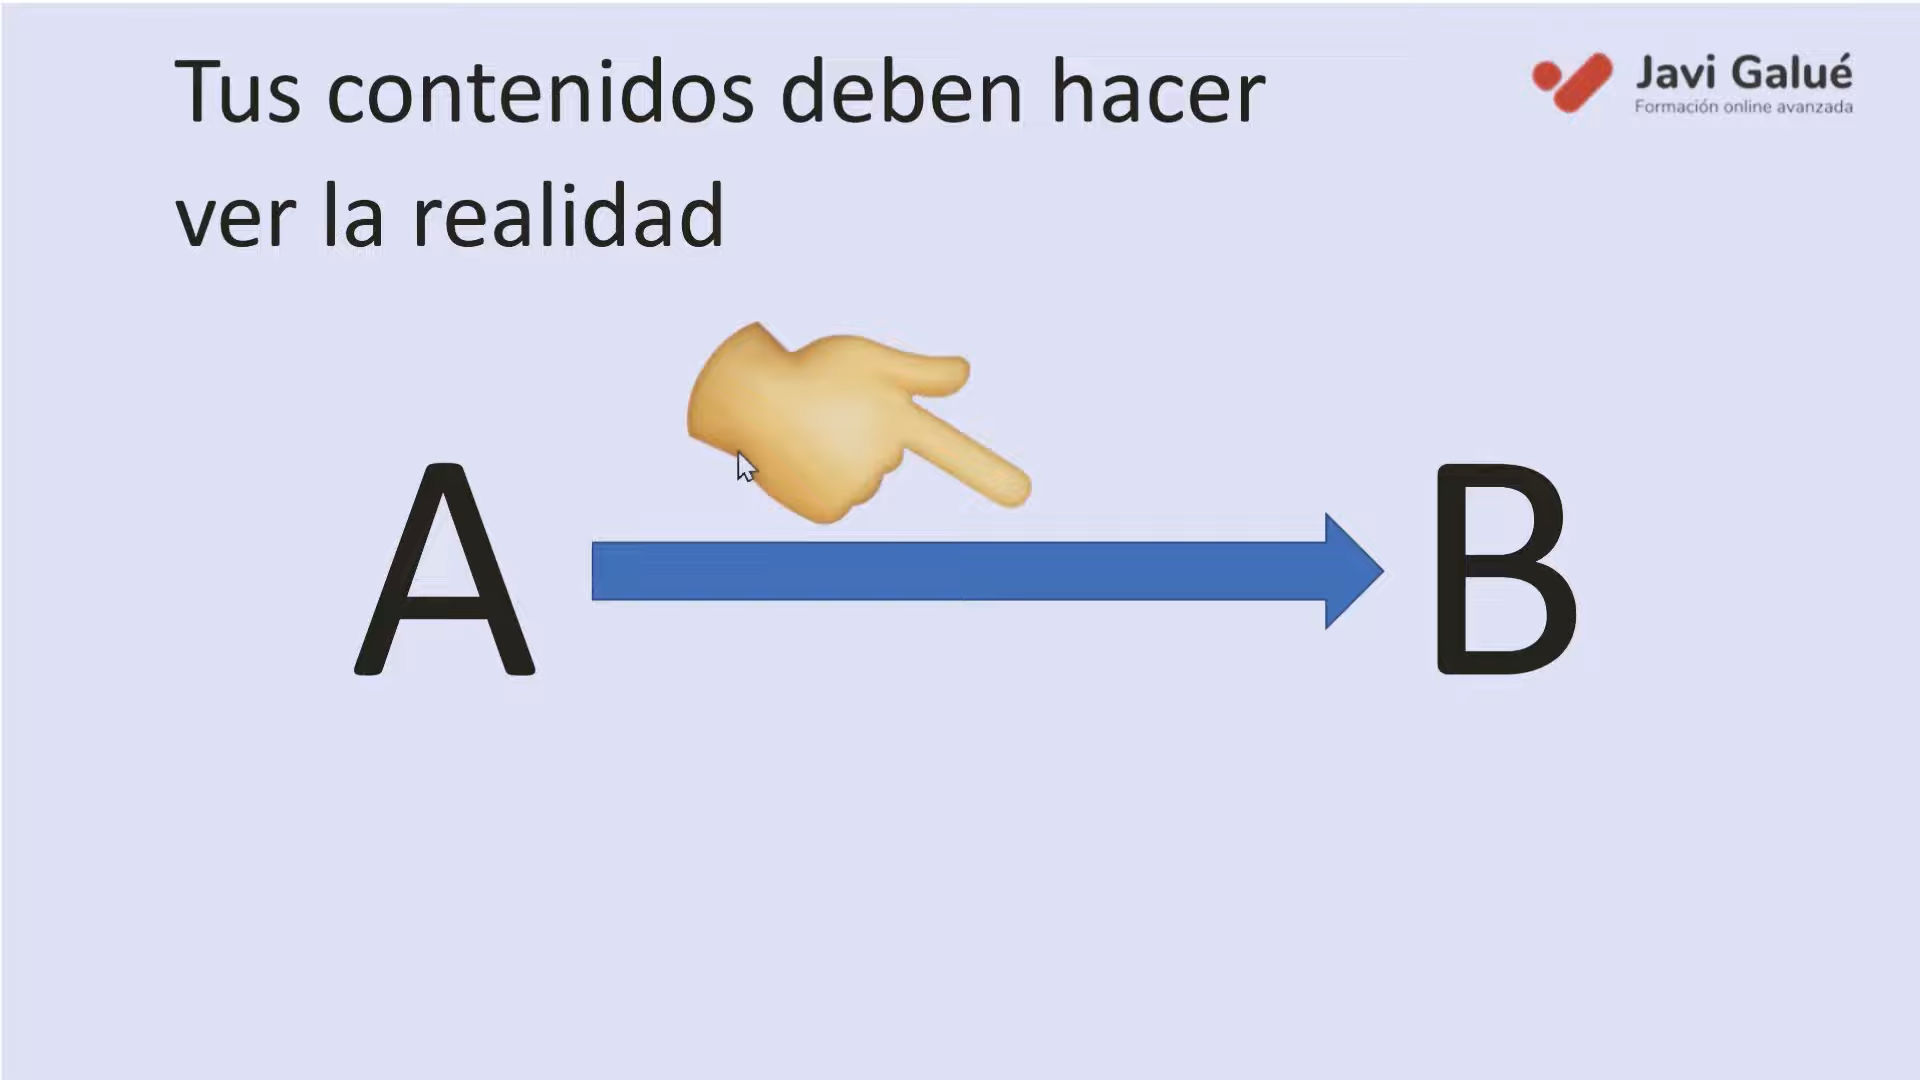 Tus contenidos deben hacer
ver la realidad
Javi Galué
Formación online avanzada
A
B